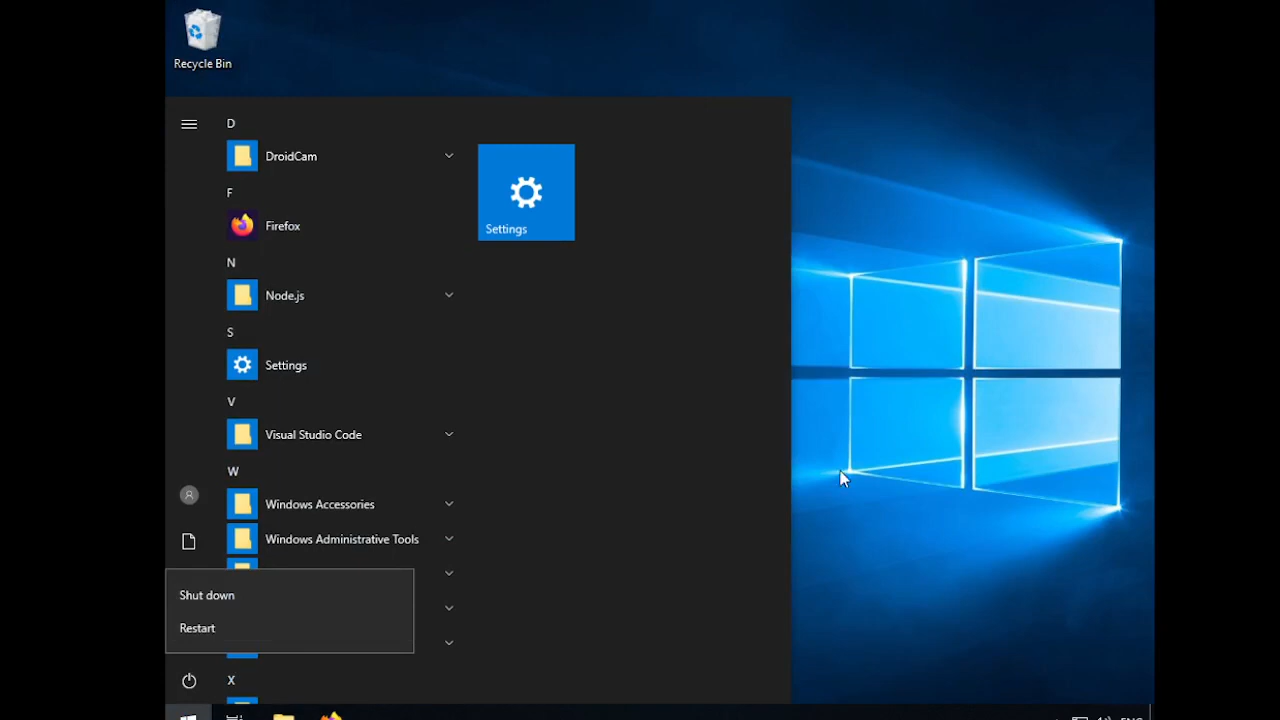 Recycle Bin
D
DroidCam
F
Firefox
N
Node.js
S
Settings
V
Visual Studio Code
W
Windows Accessories
Windows Administrative Tools
Shut down
Restart
X
Settings
ENG